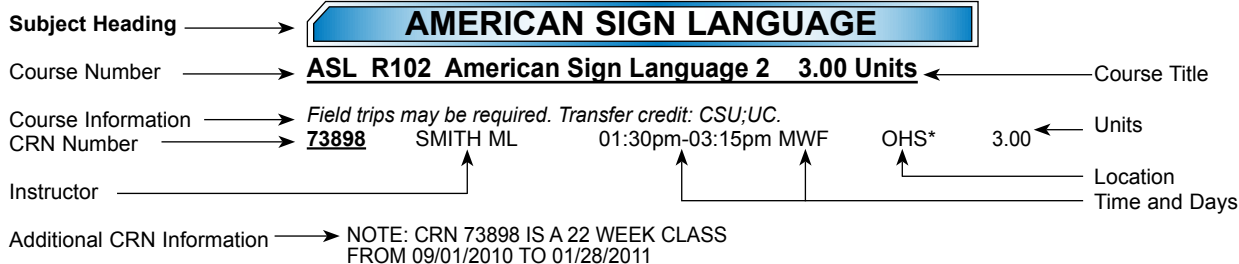 Subject Heading AMERICAN SIGN LANGUAGE
Course Number ASL R102 American Sign Language 2 3.00 Units Course Title
Course Information Field trips may be required. Transfer credit: CSU;UC.
Units
CRN Number 73898 SMITH ML 01:30pm-03:15pm MWF OHS* 3.00
Location
Instructor
Time and Days
Additional CRN Information NOTE: CRN 73898 IS A 22 WEEK CLASS
FROM 09/01/2010 TO 01/28/2011